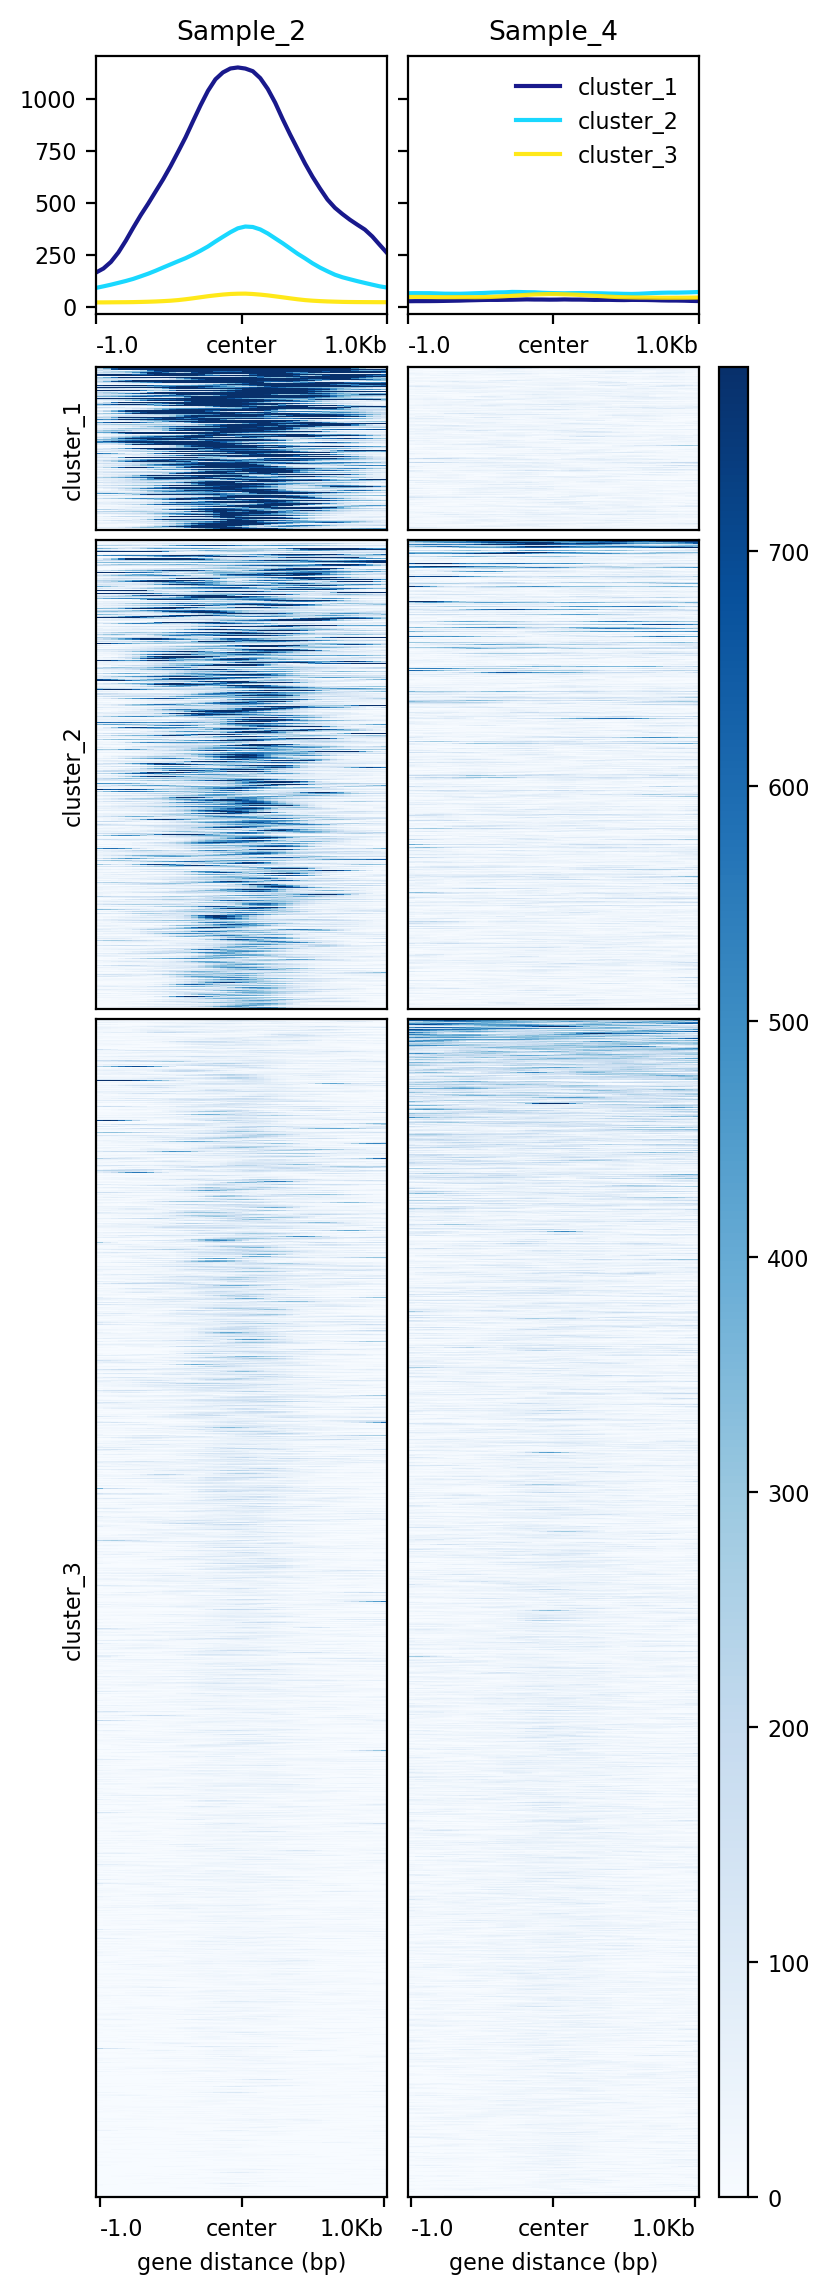 Sample_2
Sample_4
1000
750
500
250
0
cluster_1
cluster_2
cluster_3
-1.0 center 1.0Kb
-1.0 center 1.0Kb
cluster_1
cluster_2
cluster_3
700
600
500
400
300
200
100
0
-1.0 center 1.0Kb
gene distance (bp)
-1.0 center 1.0Kb
gene distance (bp)